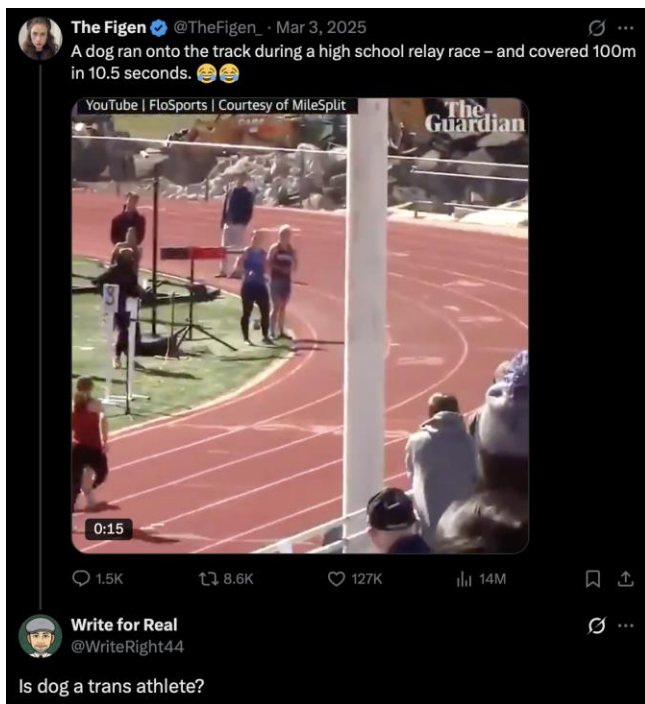 The Figen @TheFigen_ · Mar 3, 2025
A dog ran onto the track during a high school relay race – and covered 100m
in 10.5 seconds. 😂😂
YouTube | FloSports | Courtesy of MileSplit
The
Guardian
CASE
8
0:15
1.5K 8.6K 127K 14M
Write for Real
@WriteRight44
Is dog a trans athlete?